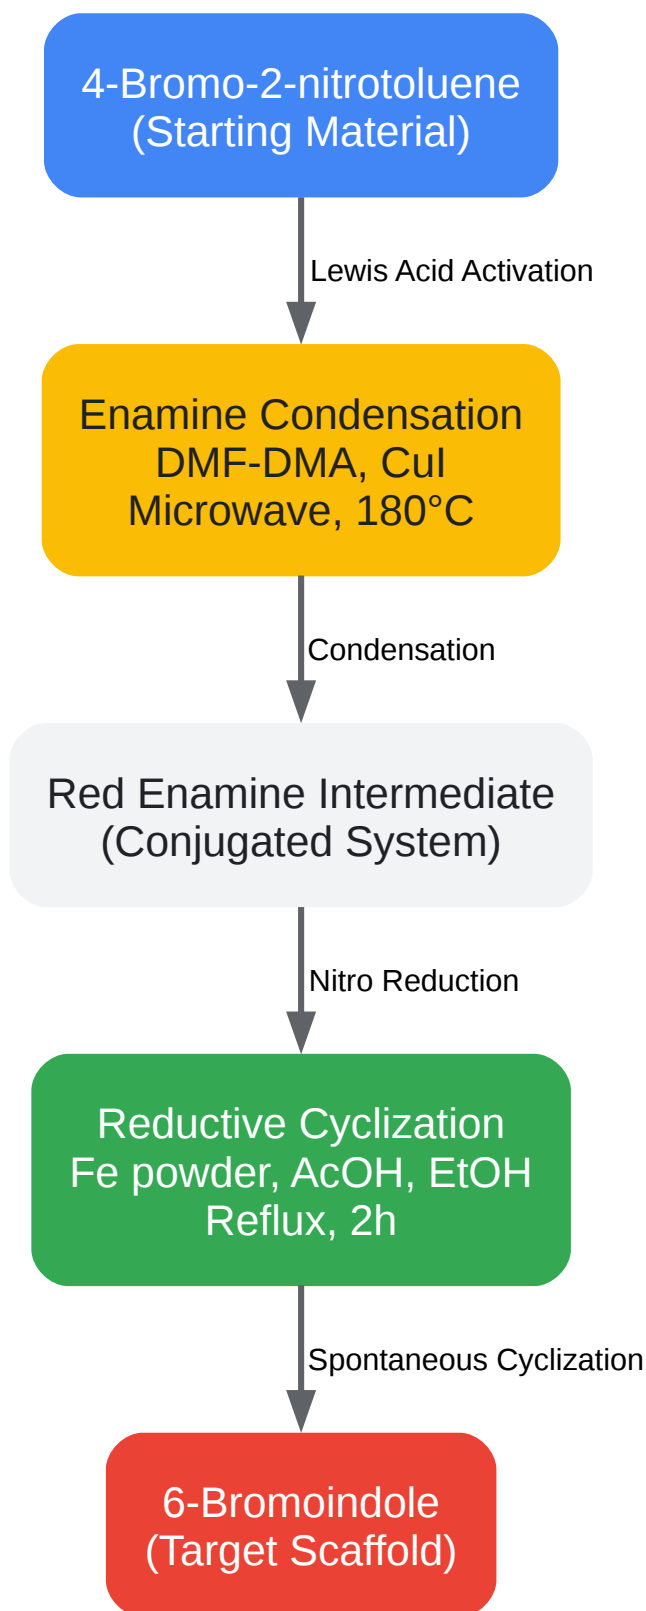 4-Bromo-2-nitrotoluene
(Starting Material)
Lewis Acid Activation
Enamine Condensation
DMF-DMA, CuI
Microwave, 180°C
Condensation
Red Enamine Intermediate
(Conjugated System)
Nitro Reduction
Reductive Cyclization
Fe powder, AcOH, EtOH
Reflux, 2h
Spontaneous Cyclization
6-Bromoindole
(Target Scaffold)